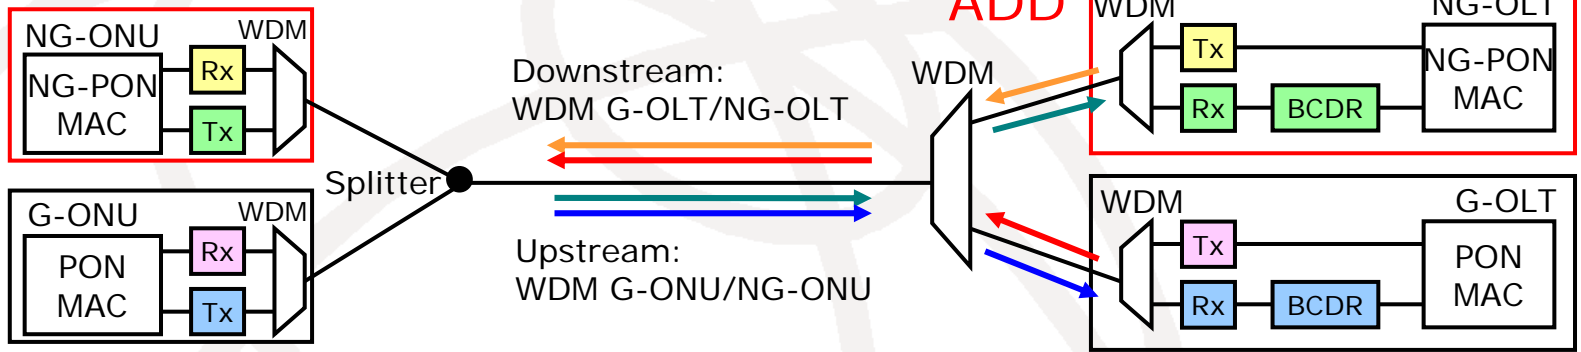 NG-ONU
WDM
NG-PON
MAC
Rx
Tx
G-ONU
WDM
PON
MAC
Rx
Tx
Splitter
Downstream:
WDM G-OLT/NG-OLT
Upstream:
WDM G-ONU/NG-ONU
WDM
ADD
WDM
NG-OLT
Tx
Rx
BCDR
NG-PON
MAC
WDM
G-OLT
Tx
Rx
BCDR
PON
MAC